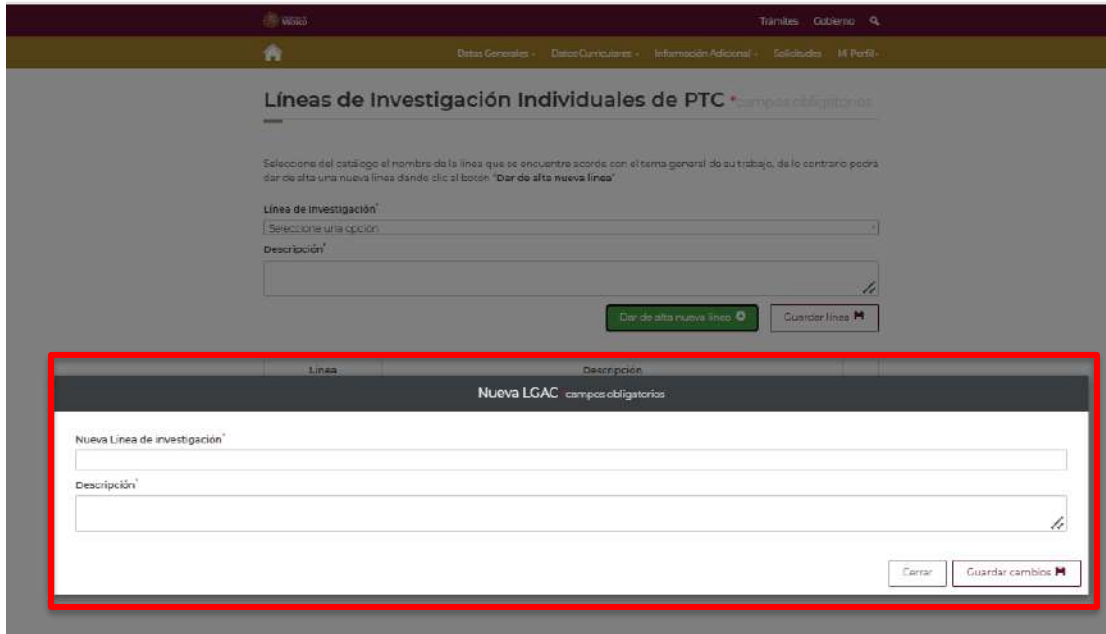 MÉXICO
Trámites Gobierno
Datos Generales Datos Curriculares Información Adicional Solicitudes Mi Perfil
Líneas de Investigación Individuales de PTC *campos obligatorios
Seleccione del catálogo el nombre de la línea que se encuentre acorde con el tema general de su trabajo, de lo contrario podrá
dar de alta una nueva línea dando clic al botón "Dar de alta nueva línea"
Línea de Investigación*
Seleccione una opción
Descripción*
Dar de alta nueva línea
Guardar línea
Línea Descripción
Nueva LGAC *campos obligatorios
Nueva Línea de investigación*
Descripción*
Cerrar
Guardar cambios